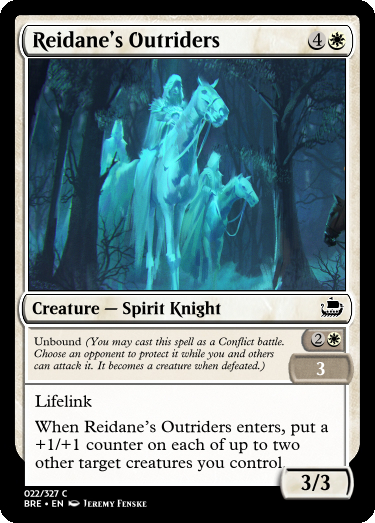 Reidane's Outriders 4
Creature — Spirit Knight
Unbound (You may cast this spell as a Conflict battle. 2
Choose an opponent to protect it while you and others
can attack it. It becomes a creature when defeated.)
3
Lifelink
When Reidane's Outriders enters, put a
+1/+1 counter on each of up to two
other target creatures you control.
3/3
022/327 C
BRE • EN Jeremy Fenske